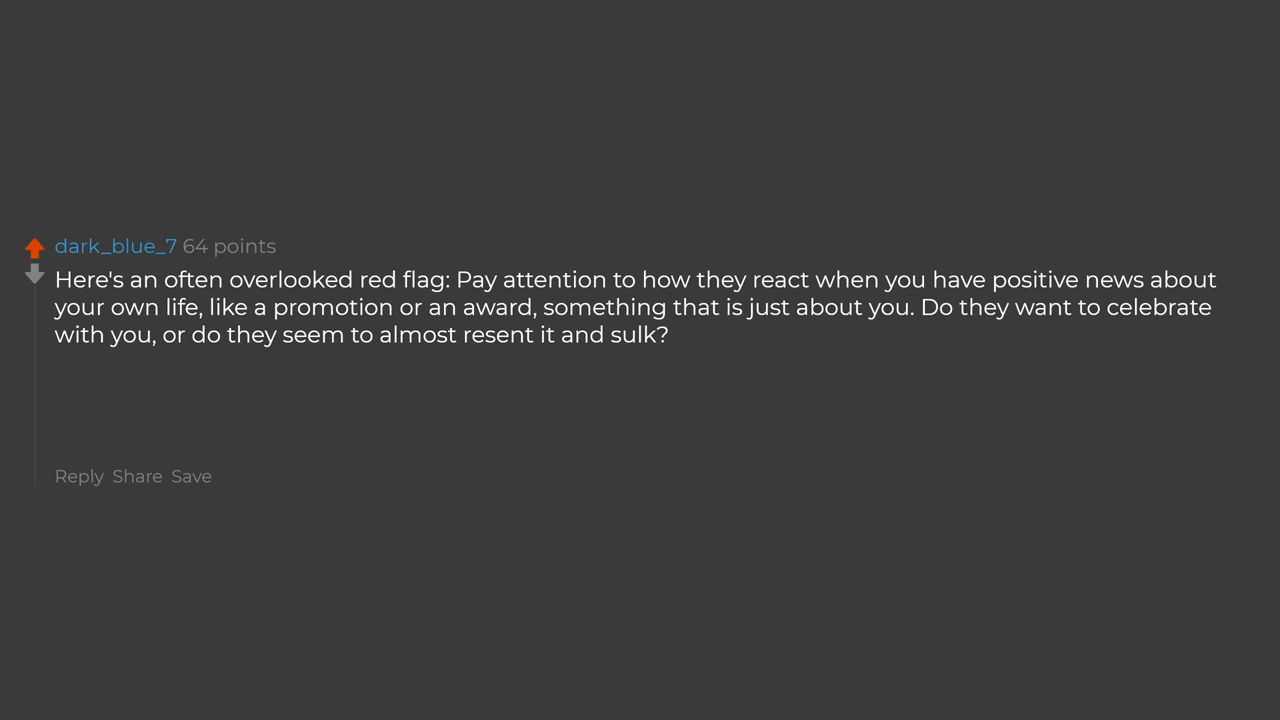 dark_blue_7 64 points
Here's an often overlooked red flag: Pay attention to how they react when you have positive news about
your own life, like a promotion or an award, something that is just about you. Do they want to celebrate
with you, or do they seem to almost resent it and sulk?
Reply Share Save